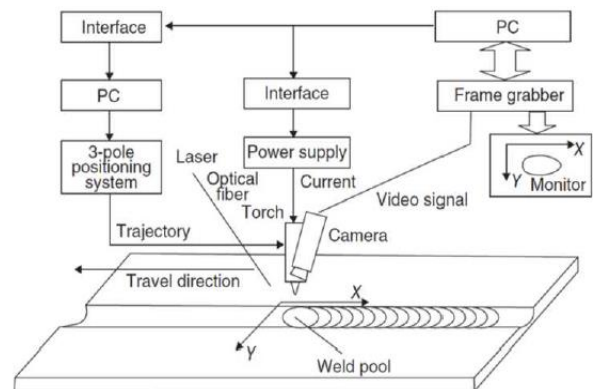 Interface
PC
PC
Interface
Frame grabber
3-pole
positioning
system
Laser
Optical
fiber
Power supply
Current
Torch
X
Y
Monitor
Video signal
Trajectory
Camera
Travel direction
X
Y
Weld pool